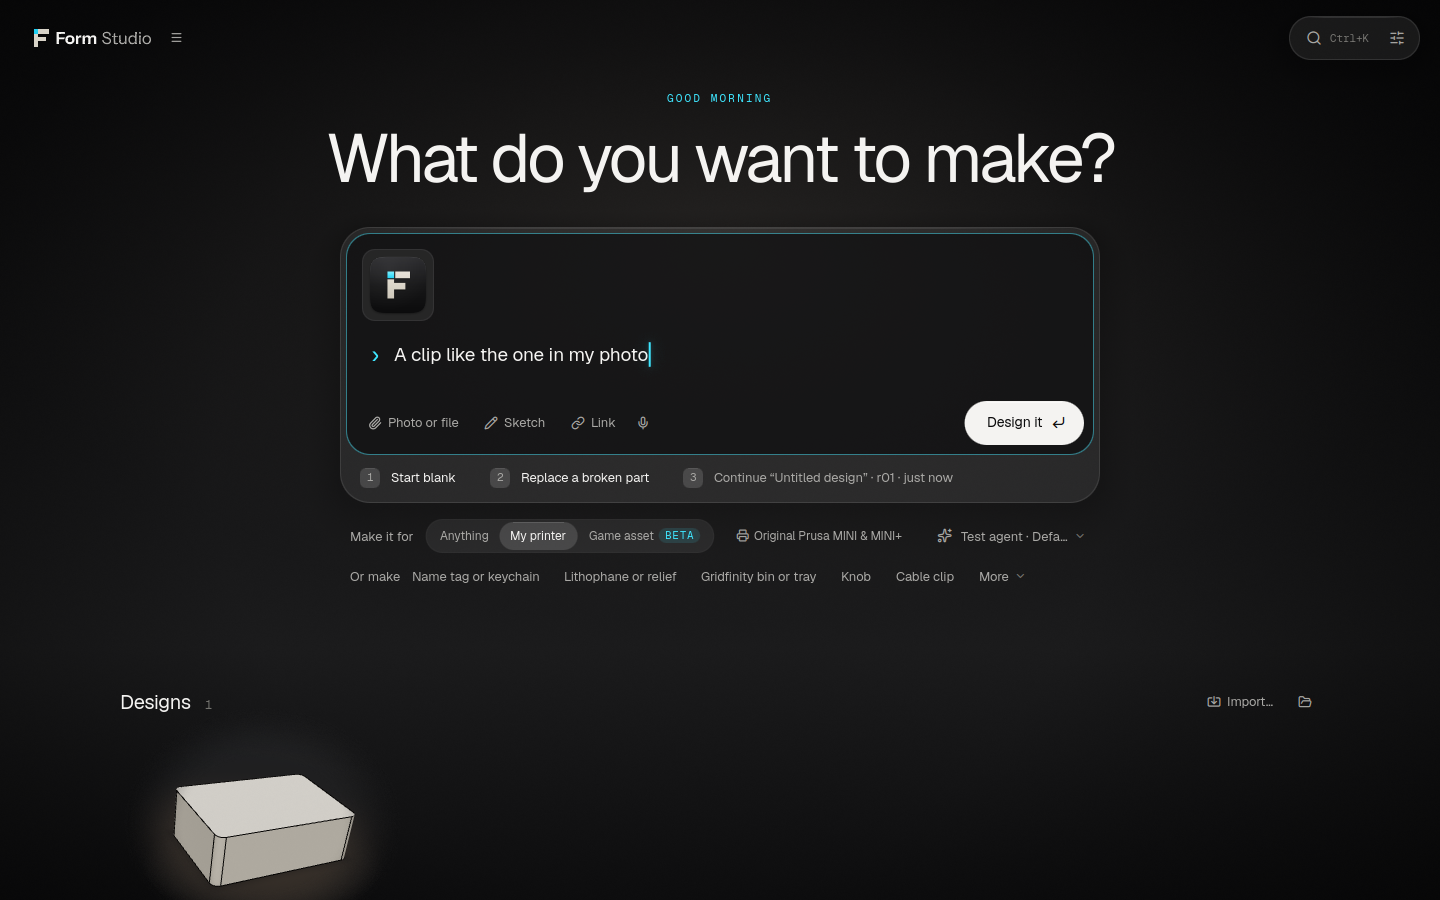 Form Studio
Ctrl+K
GOOD MORNING
What do you want to make?
A clip like the one in my photo
Photo or file
Sketch
Link
Design it
1 Start blank
2 Replace a broken part
3 Continue “Untitled design” · r01 · just now
Make it for
Anything
My printer
Game asset BETA
Original Prusa MINI & MINI+
Test agent · Defa...
Or make
Name tag or keychain
Lithophane or relief
Gridfinity bin or tray
Knob
Cable clip
More
Designs 1
Import...